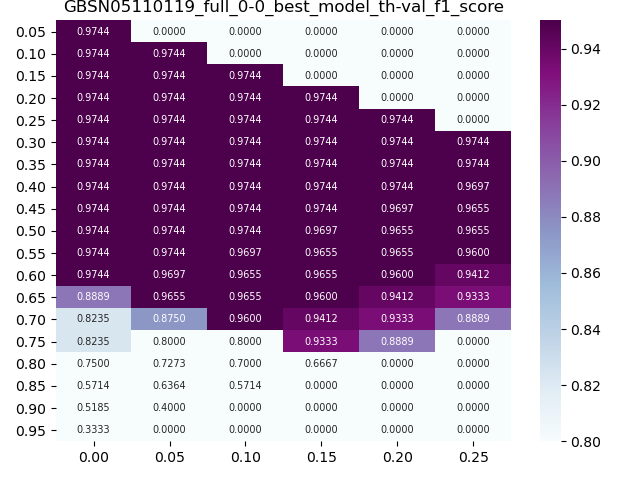 GBSN05110119_full_0-0_best_model_th-val_f1_score
0.05 0.9744 0.0000 0.0000 0.0000 0.0000 0.0000
0.10 0.9744 0.9744 0.0000 0.0000 0.0000 0.0000
0.15 0.9744 0.9744 0.9744 0.0000 0.0000 0.0000
0.20 0.9744 0.9744 0.9744 0.9744 0.0000 0.0000
0.25 0.9744 0.9744 0.9744 0.9744 0.9744 0.0000
0.30 0.9744 0.9744 0.9744 0.9744 0.9744 0.9744
0.35 0.9744 0.9744 0.9744 0.9744 0.9744 0.9744
0.40 0.9744 0.9744 0.9744 0.9744 0.9744 0.9697
0.45 0.9744 0.9744 0.9744 0.9744 0.9697 0.9655
0.50 0.9744 0.9744 0.9744 0.9697 0.9655 0.9655
0.55 0.9744 0.9744 0.9697 0.9655 0.9655 0.9600
0.60 0.9744 0.9697 0.9655 0.9655 0.9600 0.9412
0.65 0.8889 0.9655 0.9655 0.9600 0.9412 0.9333
0.70 0.8235 0.8750 0.9600 0.9412 0.9333 0.8889
0.75 0.8235 0.8000 0.8000 0.9333 0.8889 0.0000
0.80 0.7500 0.7273 0.7000 0.6667 0.0000 0.0000
0.85 0.5714 0.6364 0.5714 0.0000 0.0000 0.0000
0.90 0.5185 0.4000 0.0000 0.0000 0.0000 0.0000
0.95 0.3333 0.0000 0.0000 0.0000 0.0000 0.0000
0.00 0.05 0.10 0.15 0.20 0.25
0.94
0.92
0.90
0.88
0.86
0.84
0.82
0.80